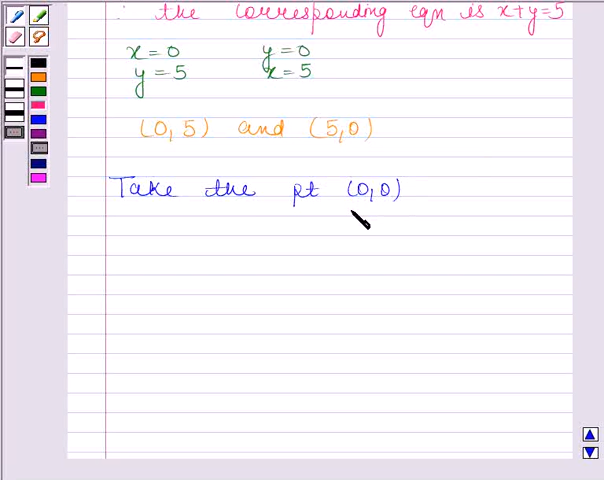 ∴ the corresponding eqn is x+y=5
x=0 y=0
y=5 x=5
(0,5) and (5,0)
Take the pt (0,0)